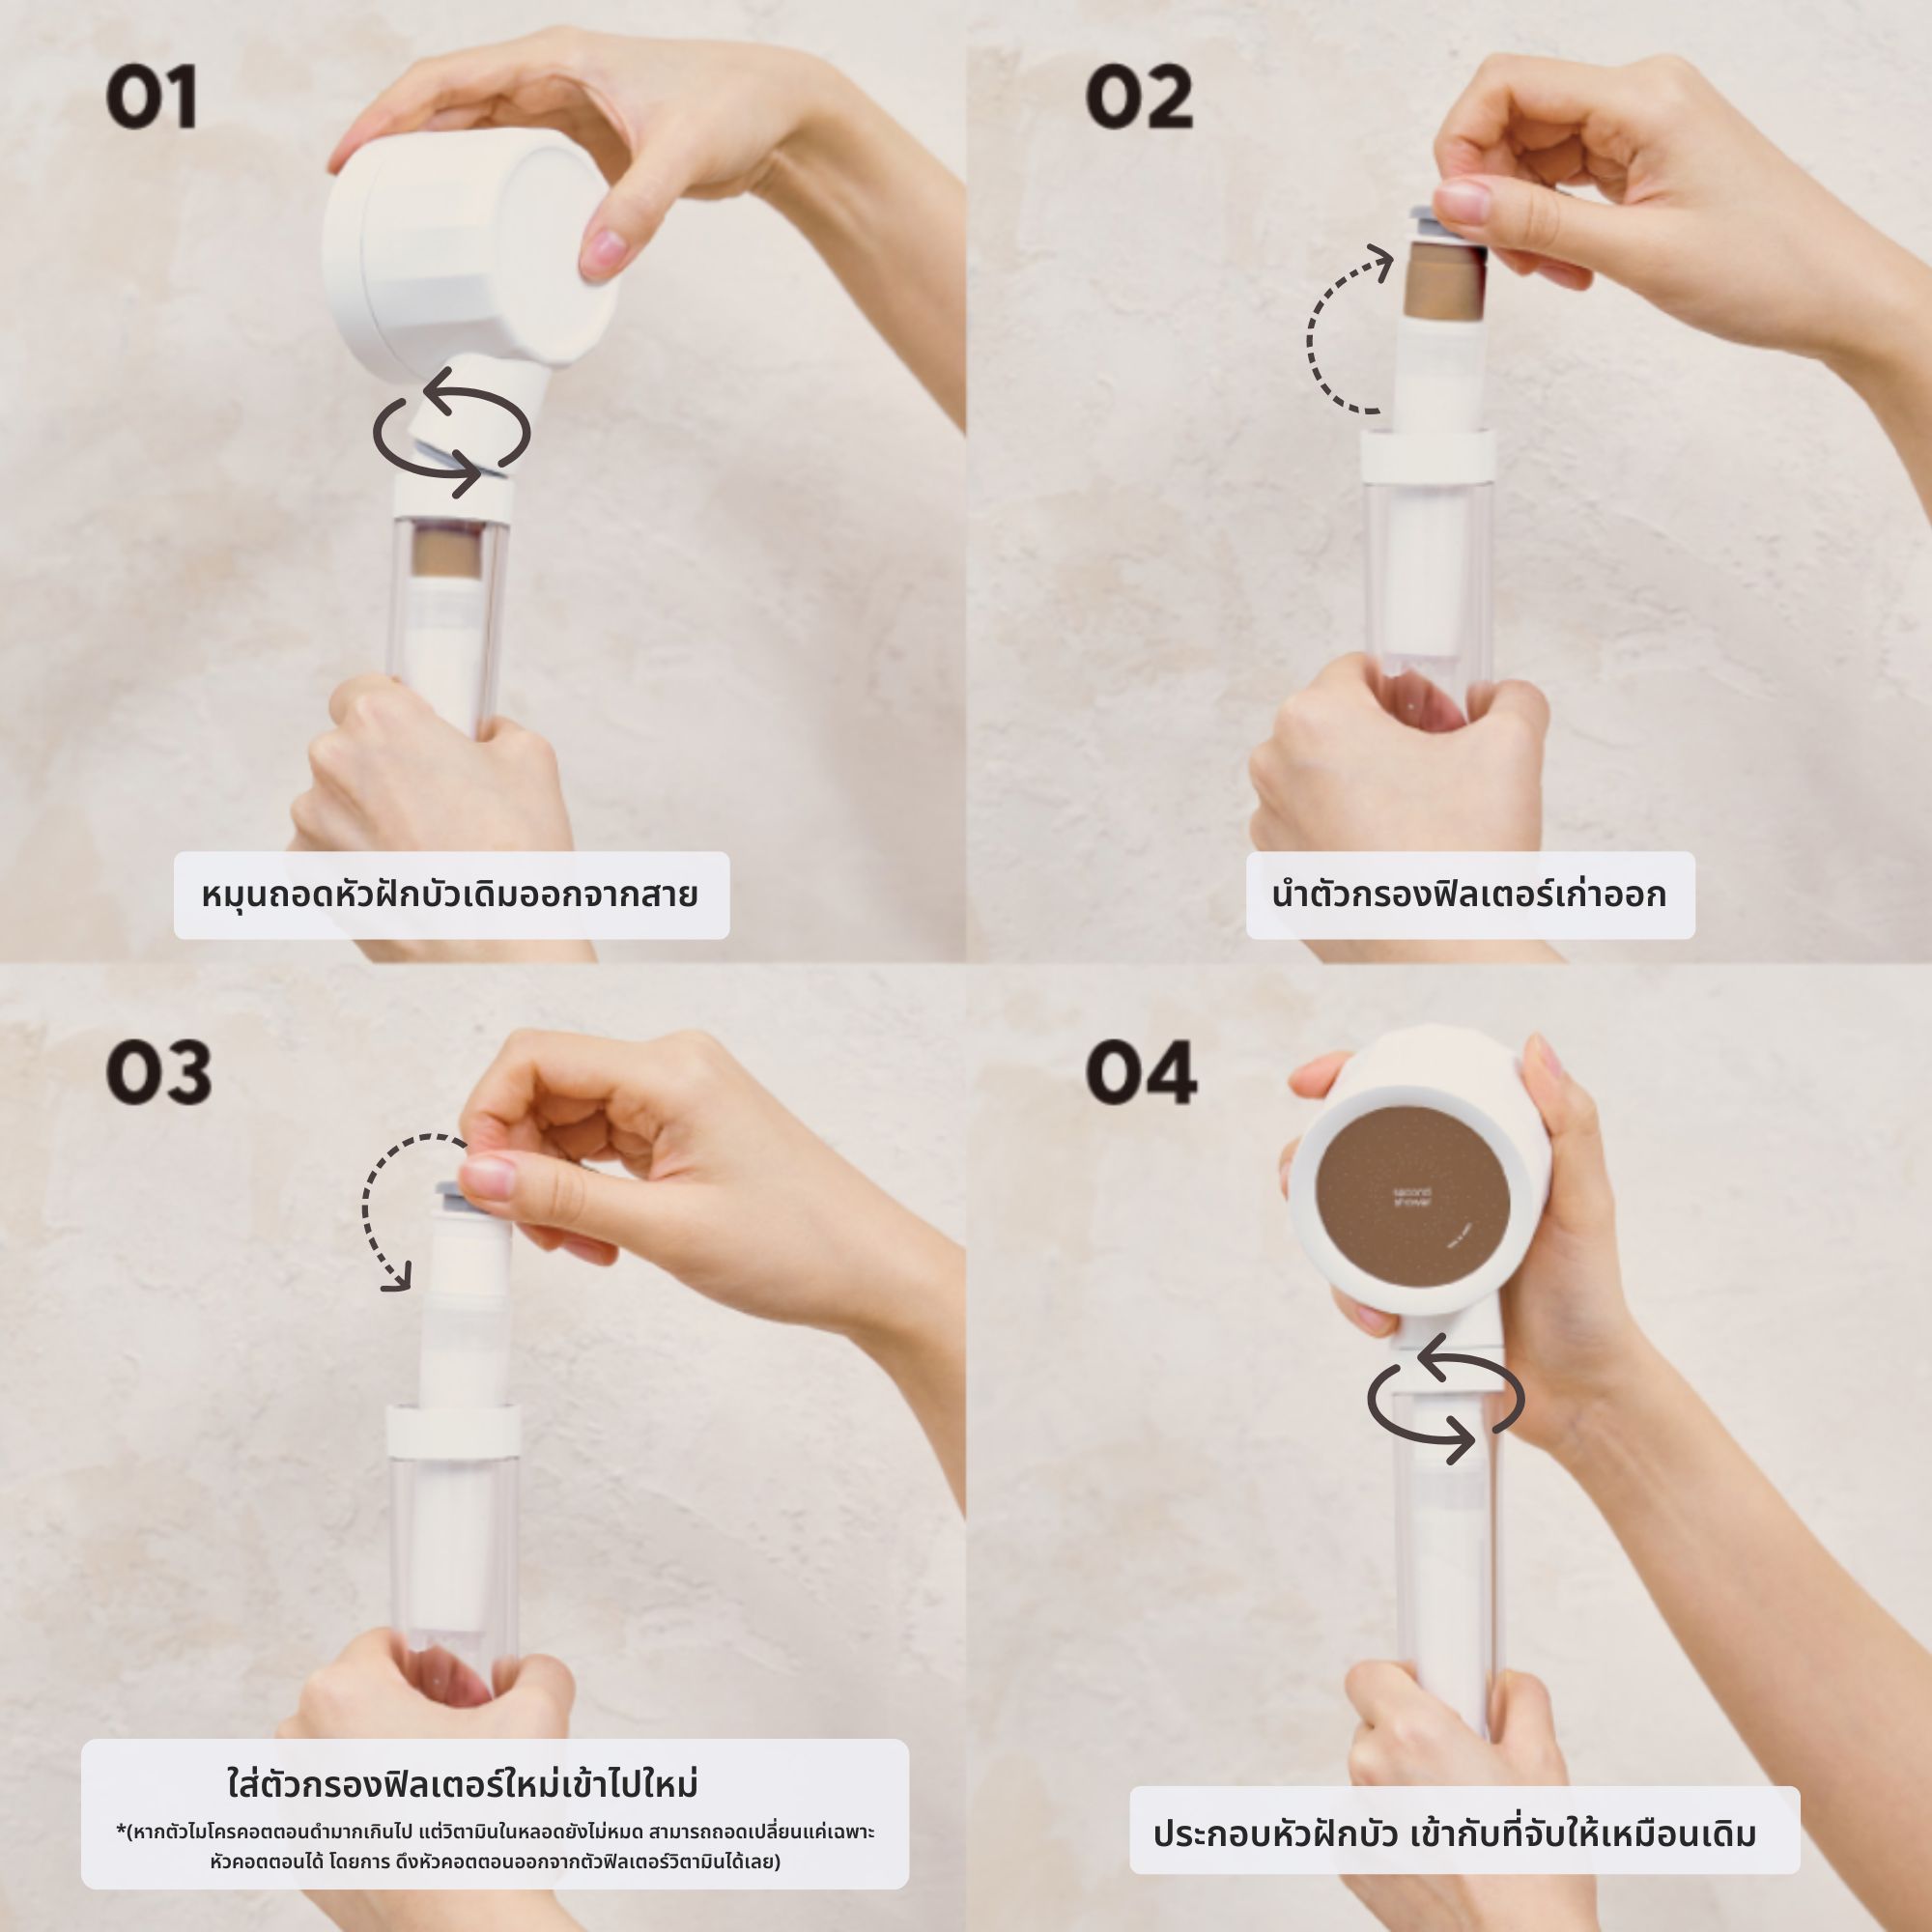 01
หมุนถอดหัวฝักบัวเดิมออกจากสาย
02
นำตัวกรองฟิลเตอร์เก่าออก
03
ใส่ตัวกรองฟิลเตอร์ใหม่เข้าไปใหม่
*(หากตัวไมโครคอตตอนดำมากเกินไป แต่วิตามินในหลอดยังไม่หมด สามารถถอดเปลี่ยนแค่เฉพาะ
หัวคอตตอนได้ โดยการ ดึงหัวคอตตอนออกจากตัวฟิลเตอร์วิตามินได้เลย)
04
second
shower
ประกอบหัวฝักบัว เข้ากับที่จับให้เหมือนเดิม